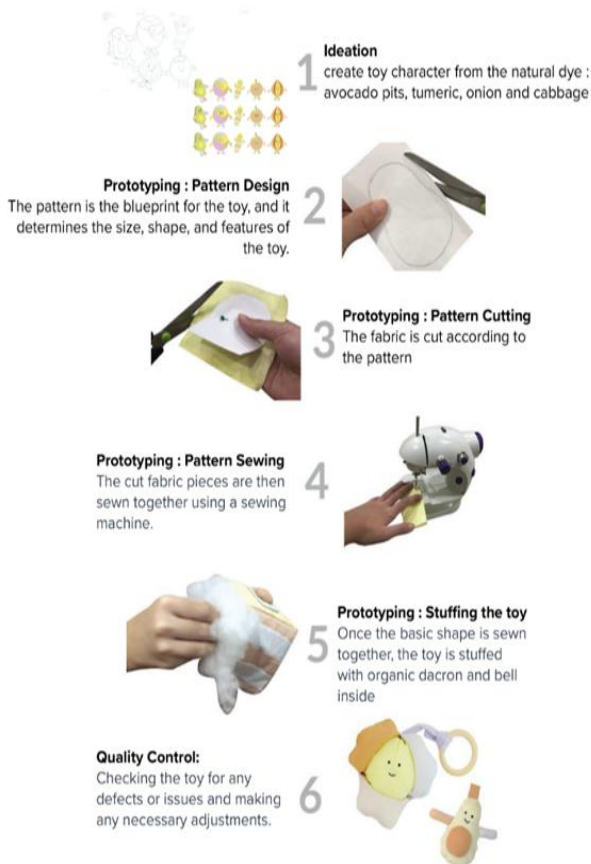 1
Ideation
create toy character from the natural dye :
avocado pits, tumeric, onion and cabbage
Prototyping : Pattern Design
The pattern is the blueprint for the toy, and it
determines the size, shape, and features of
the toy.
2
3
Prototyping : Pattern Cutting
The fabric is cut according to
the pattern
Prototyping : Pattern Sewing
The cut fabric pieces are then
sewn together using a sewing
machine.
4
5
Prototyping : Stuffing the toy
Once the basic shape is sewn
together, the toy is stuffed
with organic dacron and bell
inside
Quality Control:
Checking the toy for any
defects or issues and making
any necessary adjustments.
6